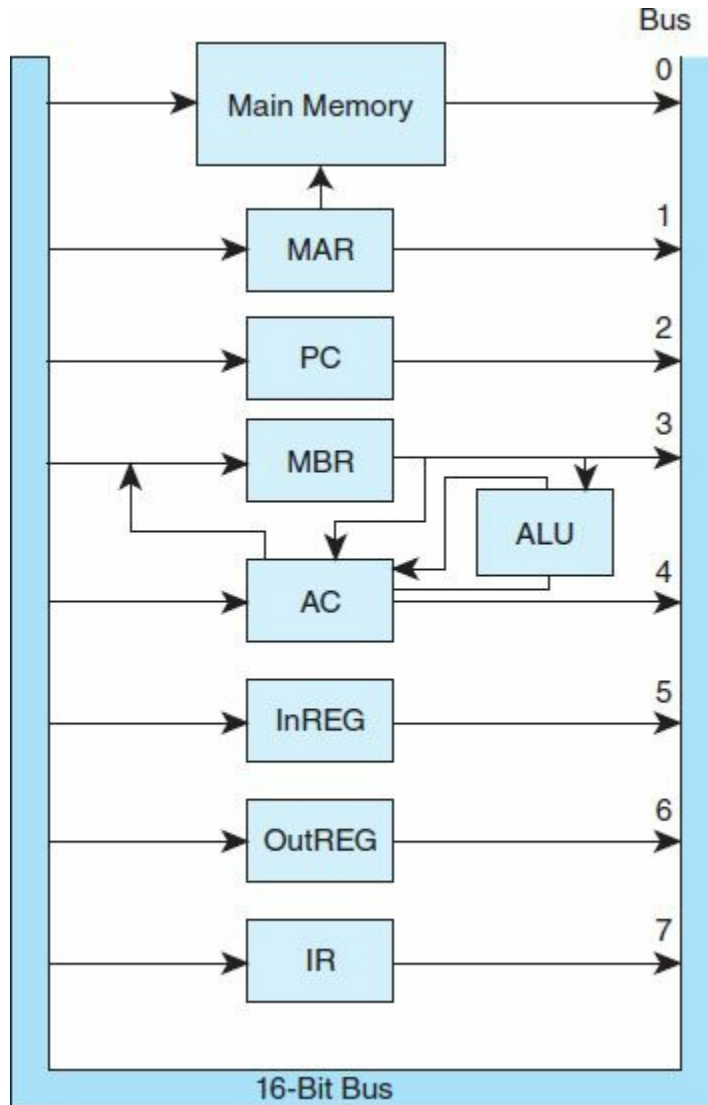 Bus
0
Main Memory
1
MAR
2
PC
3
MBR
ALU
4
AC
5
InREG
6
OutREG
7
IR
16-Bit Bus